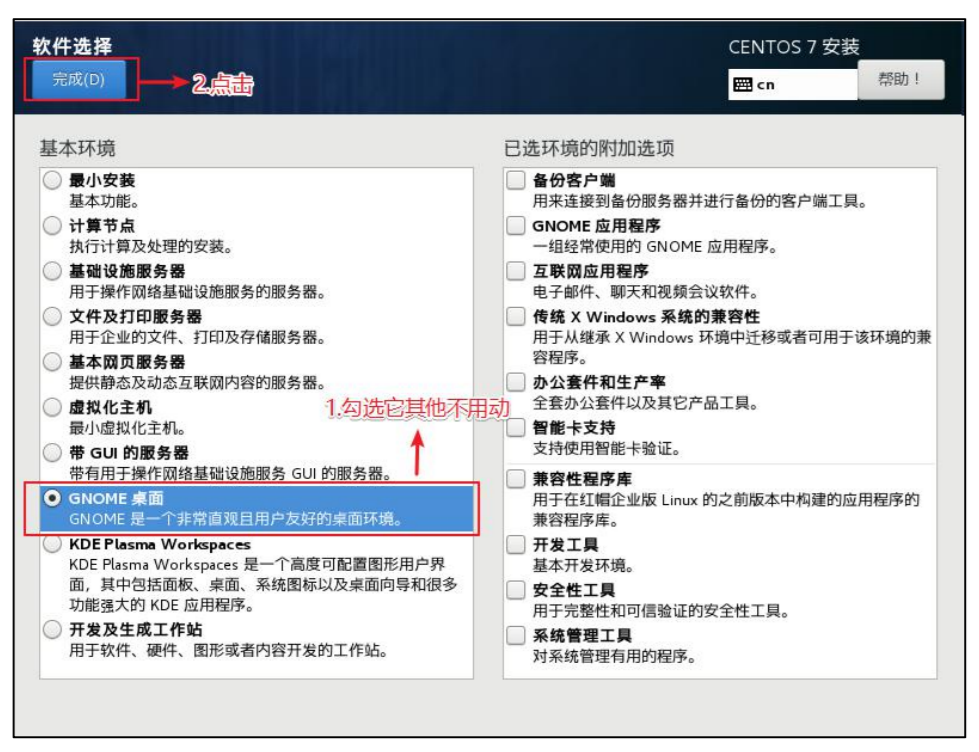 软件选择
CENTOS 7 安装
完成(D)
2.点击
cn
帮助！
基本环境
最小安装
基本功能。
计算节点
执行计算及处理的安装。
基础设施服务器
用于操作网络基础设施服务的服务器。
文件及打印服务器
用于企业的文件、打印及存储服务器。
基本网页服务器
提供静态及动态互联网内容的服务器。
虚拟化主机
最小虚拟化主机。
带 GUI 的服务器
带有用于操作网络基础设施服务 GUI 的服务器。
GNOME 桌面
GNOME 是一个非常直观且用户友好的桌面环境。
KDE Plasma Workspaces
KDE Plasma Workspaces 是一个高度可配置图形用户界
面，其中包括面板、桌面、系统图标以及桌面向导和很多
功能强大的 KDE 应用程序。
开发及生成工作站
用于软件、硬件、图形或者内容开发的工作站。
1.勾选它其他不用动
已选环境的附加选项
备份客户端
用来连接到备份服务器并进行备份的客户端工具。
GNOME 应用程序
一组经常使用的 GNOME 应用程序。
互联网应用程序
电子邮件、聊天和视频会议软件。
传统 X Windows 系统的兼容性
用于从继承 X Windows 环境中迁移或者可用于该环境的兼
容程序。
办公套件和生产率
全套办公套件以及其它产品工具。
智能卡支持
支持使用智能卡验证。
兼容性程序库
用于在红帽企业版 Linux 的之前版本中构建的应用程序的
兼容程序库。
开发工具
基本开发环境。
安全性工具
用于完整性和可信验证的安全性工具。
系统管理工具
对系统管理有用的程序。